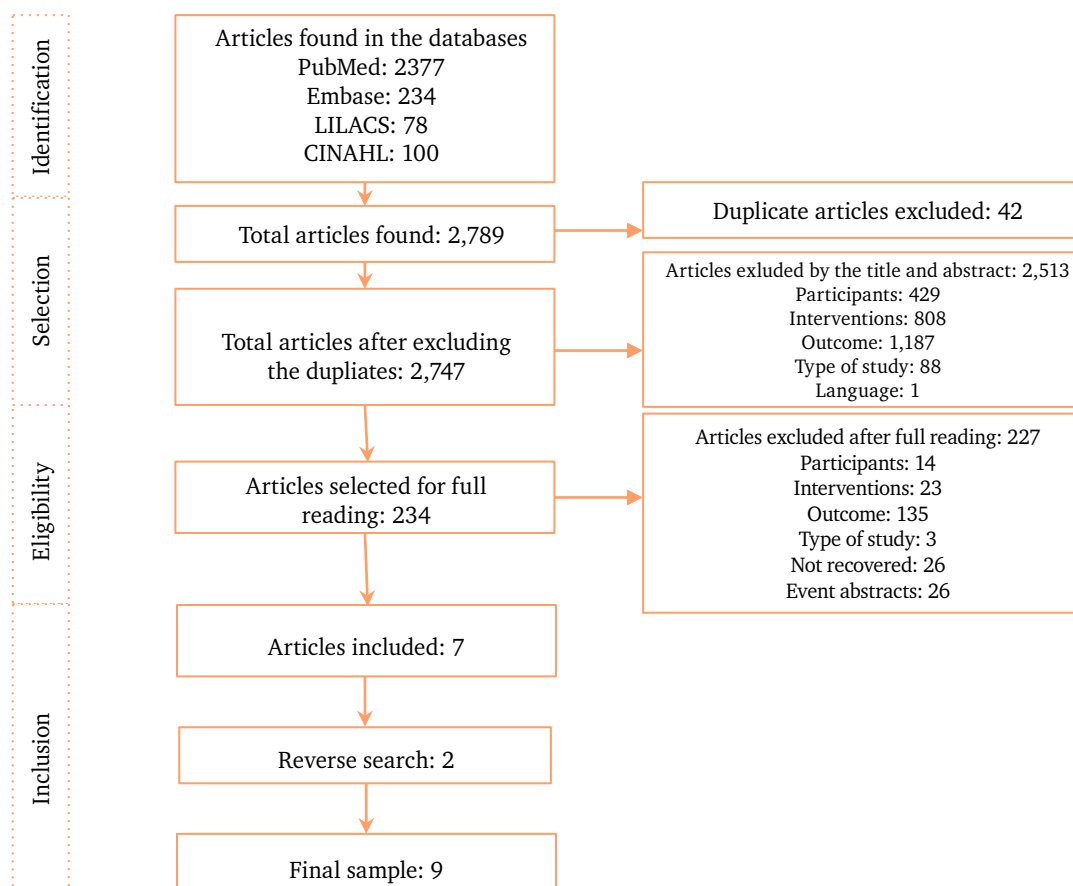 Identification
Articles found in the databases
PubMed: 2377
Embase: 234
LILACS: 78
CINAHL: 100
Selection
Total articles found: 2,789
Duplicate articles excluded: 42
Total articles after excluding
the dupliates: 2,747
Articles exluded by the title and abstract: 2,513
Participants: 429
Interventions: 808
Outcome: 1,187
Type of study: 88
Language: 1
Eligibility
Articles selected for full
reading: 234
Articles excluded after full reading: 227
Participants: 14
Interventions: 23
Outcome: 135
Type of study: 3
Not recovered: 26
Event abstracts: 26
Inclusion
Articles included: 7
Reverse search: 2
Final sample: 9